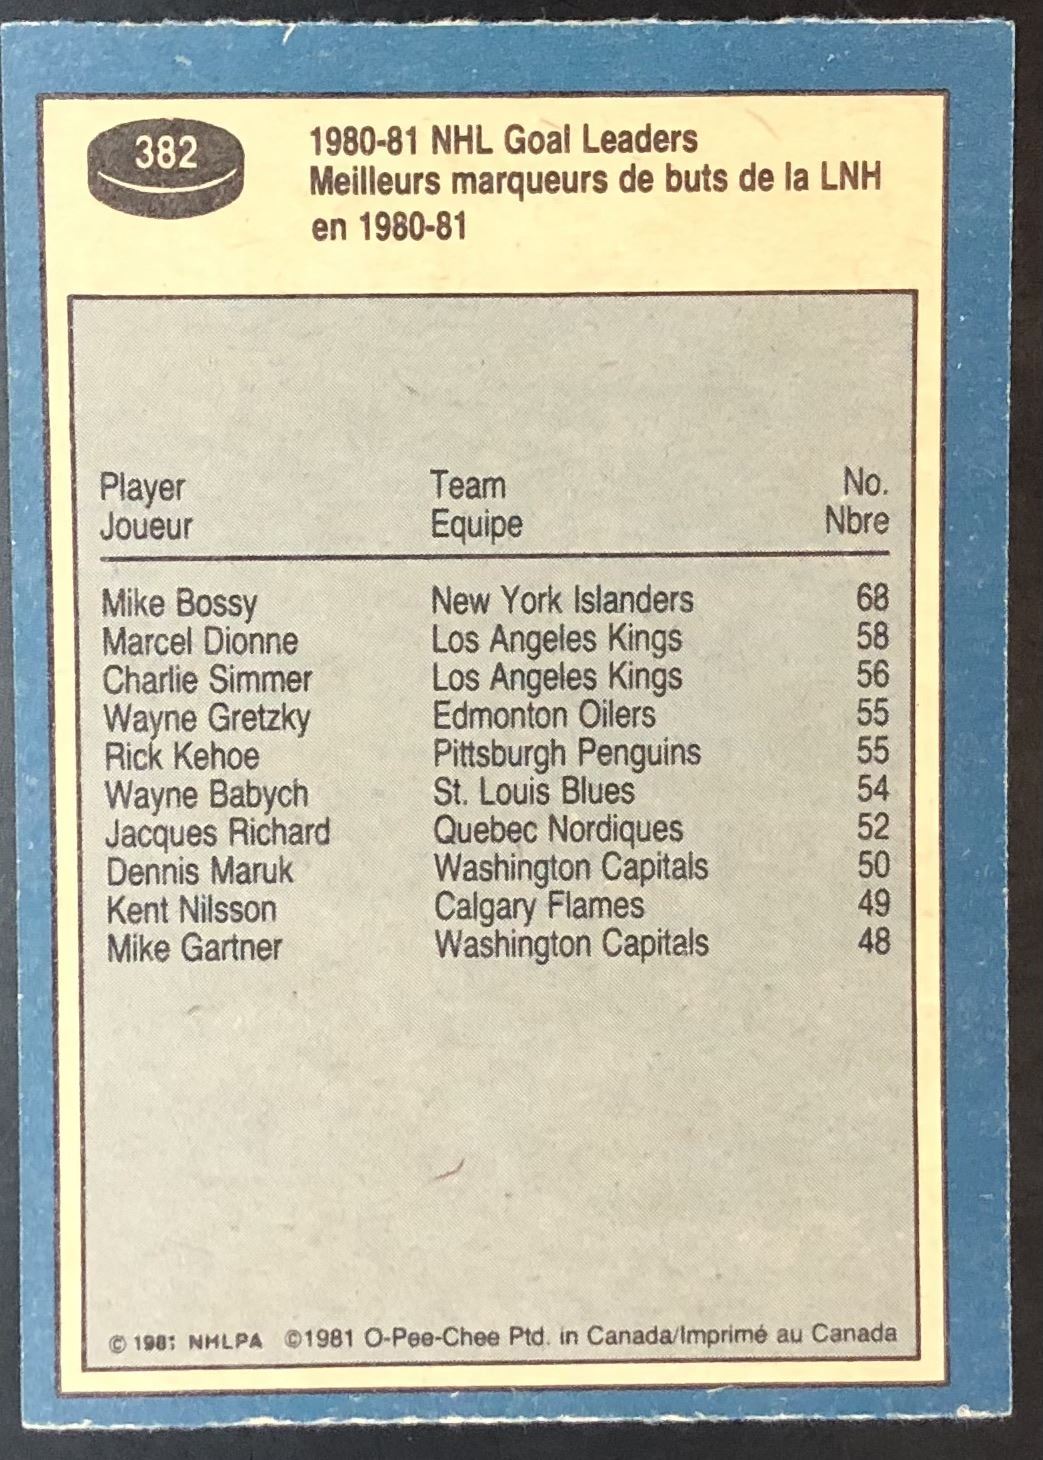 382
1980-81 NHL Goal Leaders
Meilleurs marqueurs de buts de la LNH
en 1980-81
Player Team No.
Joueur Equipe Nbre
Mike Bossy New York Islanders 68
Marcel Dionne Los Angeles Kings 58
Charlie Simmer Los Angeles Kings 56
Wayne Gretzky Edmonton Oilers 55
Rick Kehoe Pittsburgh Penguins 55
Wayne Babych St. Louis Blues 54
Jacques Richard Quebec Nordiques 52
Dennis Maruk Washington Capitals 50
Kent Nilsson Calgary Flames 49
Mike Gartner Washington Capitals 48
© 1981 NHLPA ©1981 O-Pee-Chee Ptd. in Canada/Imprimé au Canada